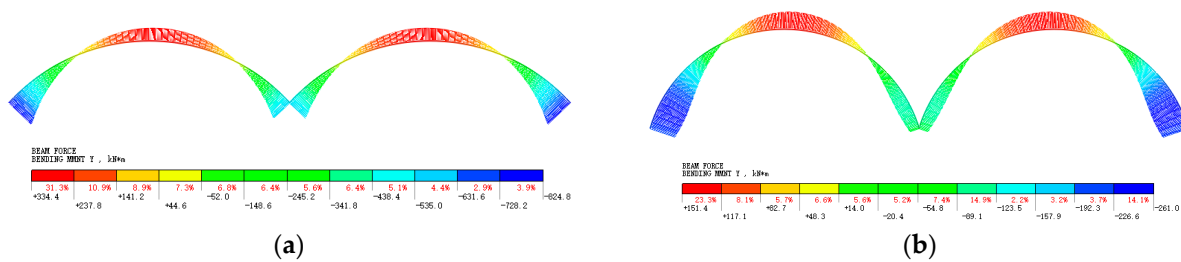 BEAM FORCE
BENDING MMNT Y , kN*m
31.3% 10.9% 8.9% 7.3% 6.8% 6.4% 5.6% 6.4% 5.1% 4.4% 2.9% 3.9%
+334.4 +141.2 -52.0 -245.2 -438.4 -631.6 -824.8
+237.8 +44.6 -148.6 -341.8 -535.0 -728.2
(a)
BEAM FORCE
BENDING MMNT Y , kN*m
23.3% 8.1% 5.7% 6.6% 5.6% 5.2% 7.4% 14.9% 2.2% 3.2% 3.7% 14.1%
+151.4 +82.7 +14.0 -54.8 -123.5 -192.3 -261.0
+117.1 +48.3 -20.4 -89.1 -157.9 -226.6
(b)